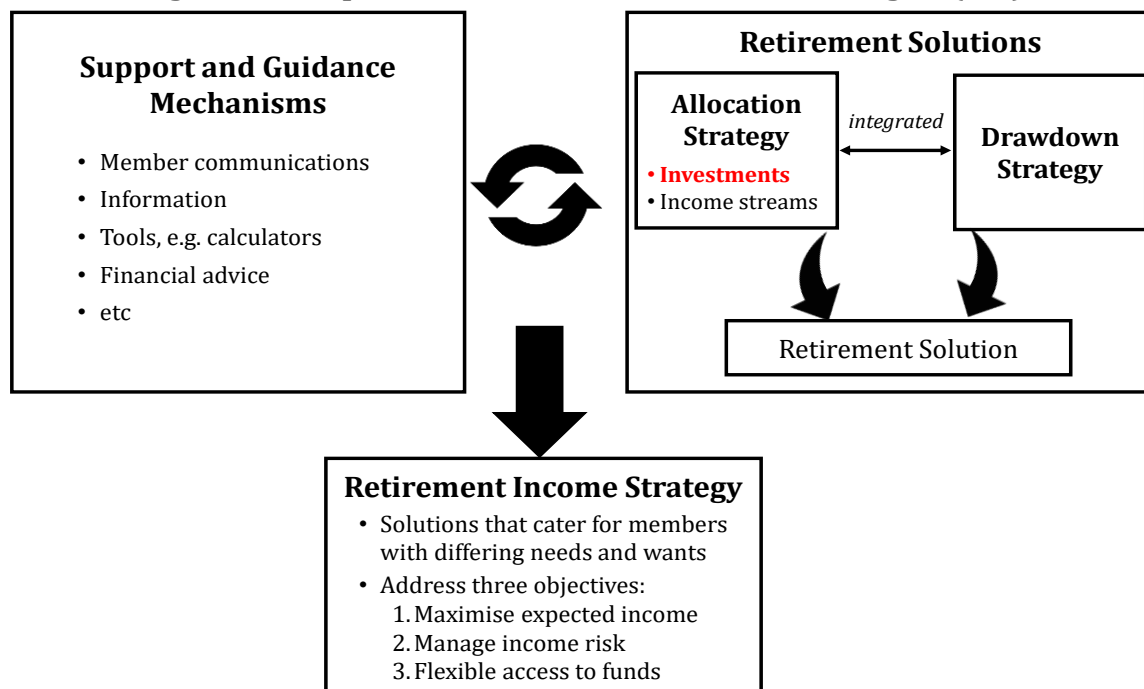 Support and Guidance
Mechanisms
• Member communications
• Information
• Tools, e.g. calculators
• Financial advice
• etc
Retirement Solutions
Allocation
Strategy
• Investments
• Income streams
integrated
Drawdown
Strategy
Retirement Solution
Retirement Income Strategy
• Solutions that cater for members
with differing needs and wants
• Address three objectives:
1. Maximise expected income
2. Manage income risk
3. Flexible access to funds